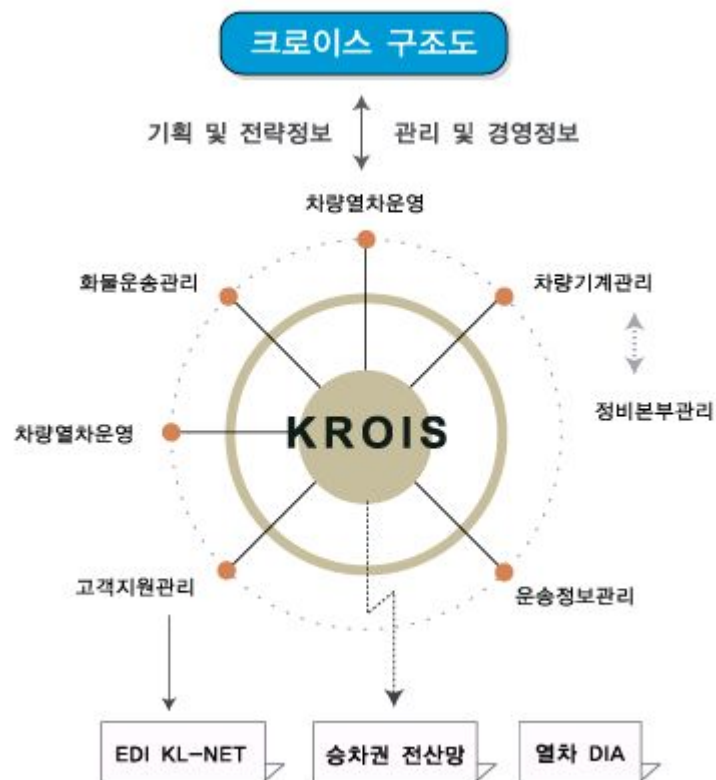 크로이스 구조도
기획 및 전략정보
관리 및 경영정보
차량열차운영
화물운송관리
차량기계관리
정비본부관리
차량열차운영
KROIS
고객지원관리
운송정보관리
EDI KL-NET
승차권 전산망
열차 DIA